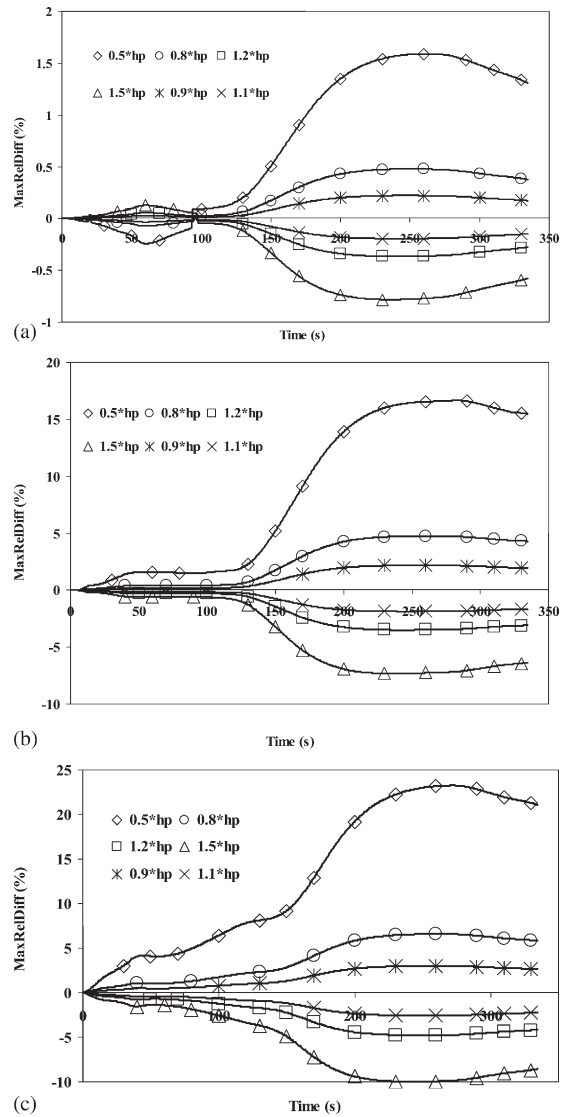 2
1.5
1
0.5
0
-0.5
-1
MaxRelDiff (%)
0.5*hp 0.8*hp 1.2*hp
1.5*hp 0.9*hp 1.1*hp
0 50 100 150 200 250 300 350
Time (s)
(a)
20
15
10
5
0
-5
-10
MaxRelDiff (%)
0.5*hp 0.8*hp 1.2*hp
1.5*hp 0.9*hp 1.1*hp
0 50 100 150 200 250 300 350
Time (s)
(b)
25
20
15
10
5
0
-5
-10
MaxRelDiff (%)
0.5*hp 0.8*hp
1.2*hp 1.5*hp
0.9*hp 1.1*hp
0 100 200 300
Time (s)
(c)